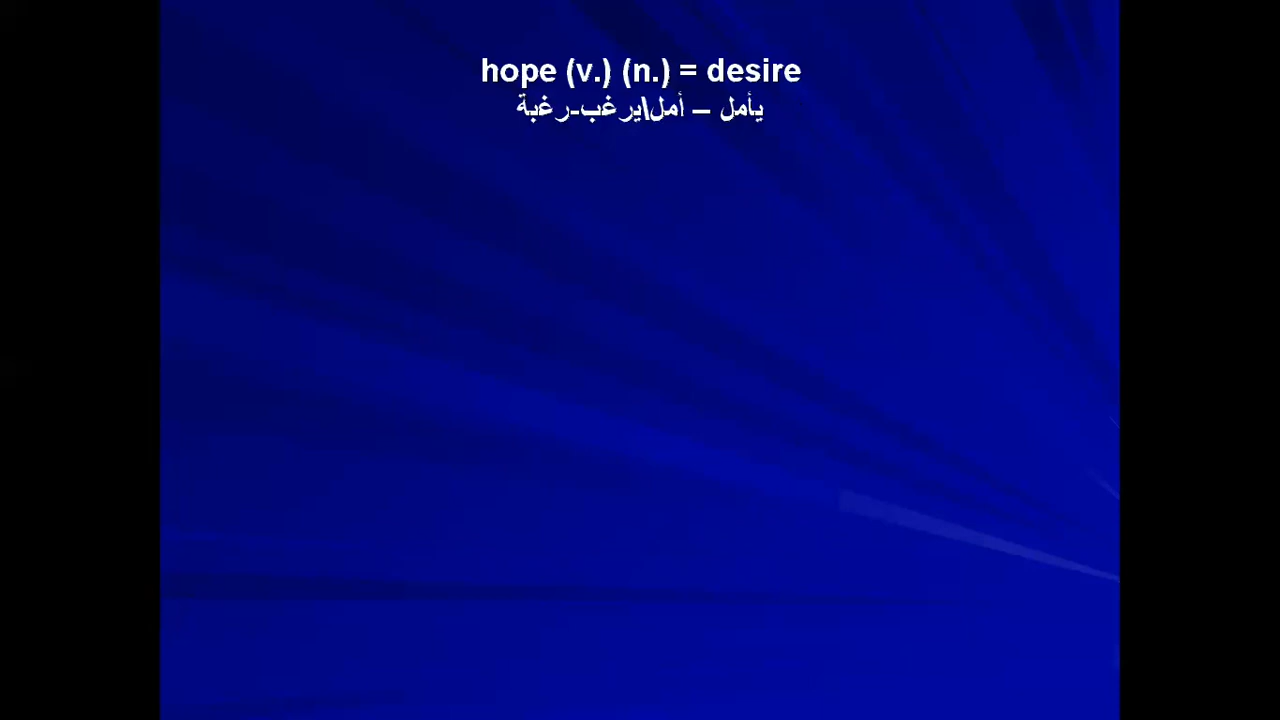 hope (v.) (n.) = desire
يأمل – أمل\يرغب-رغبة